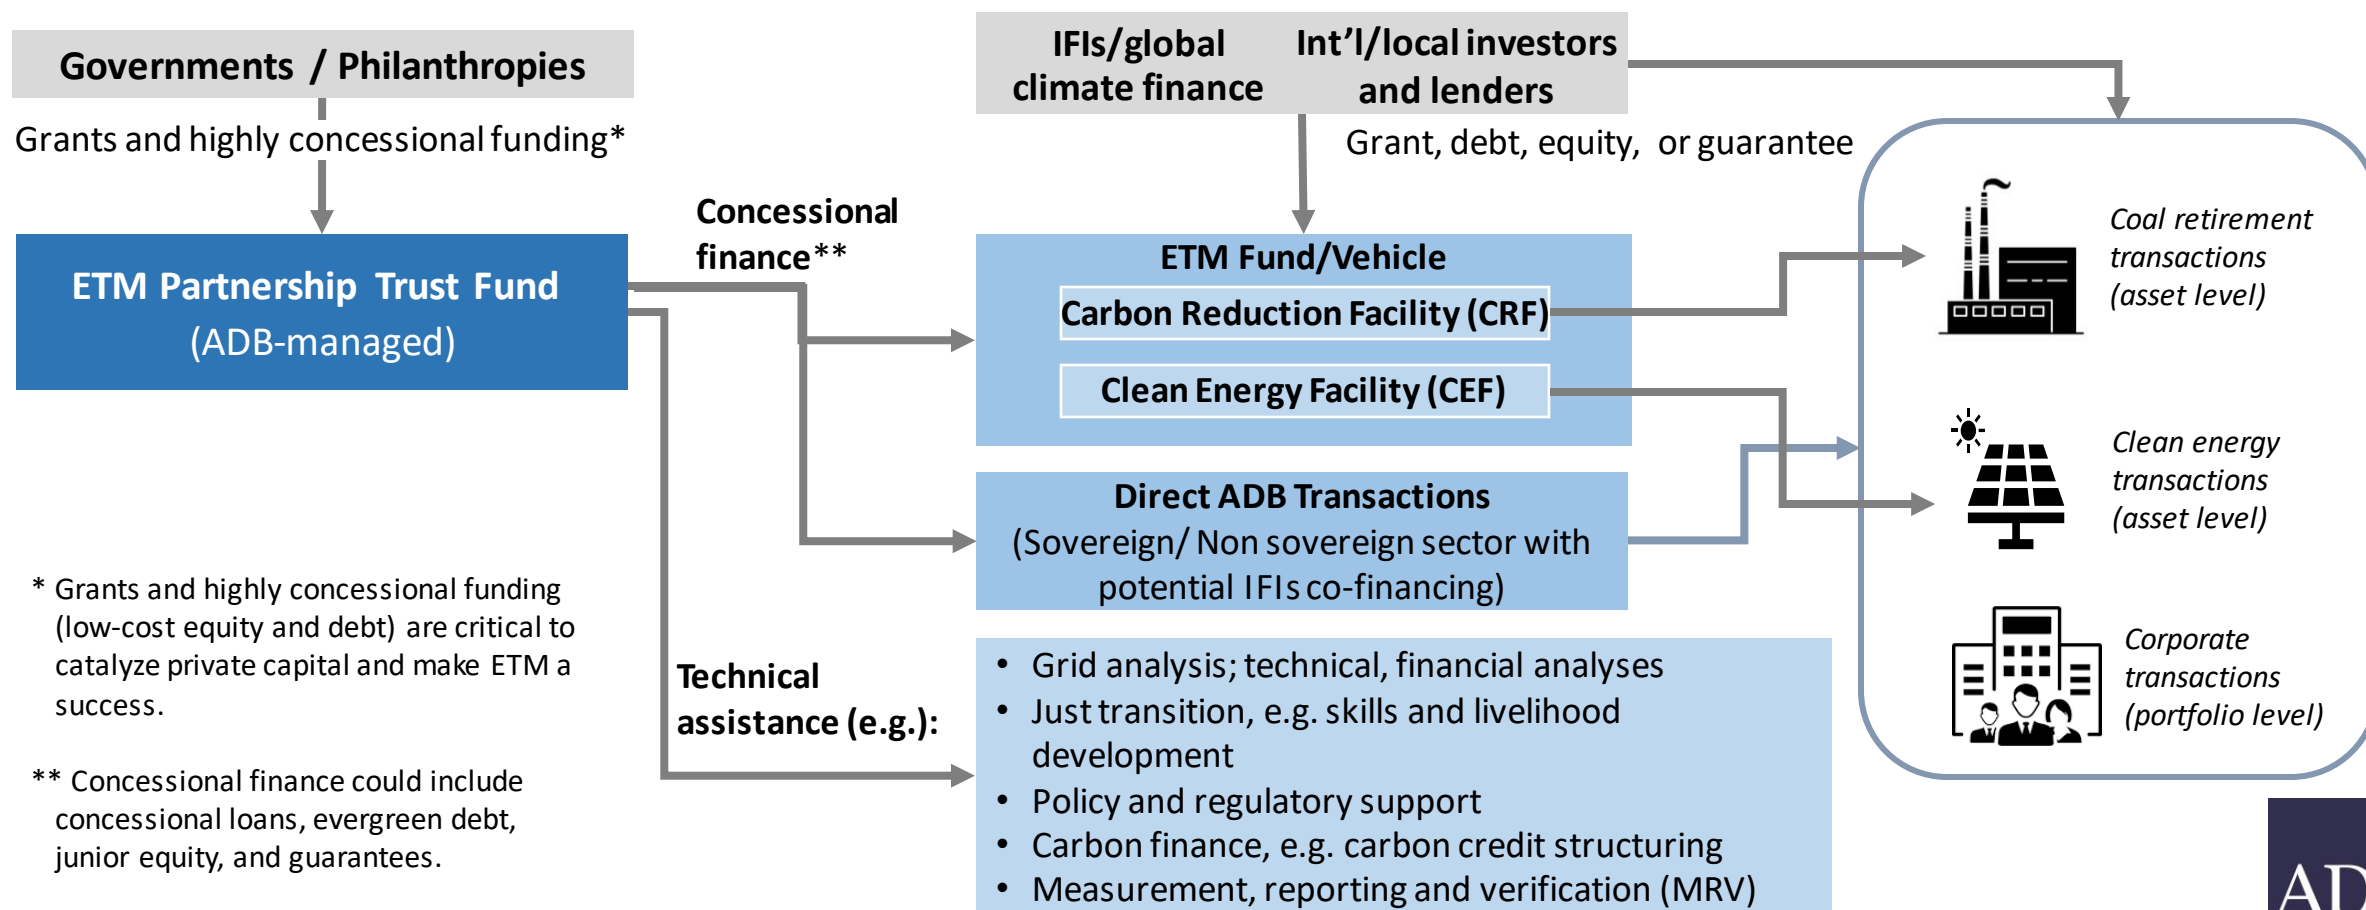 Governments / Philanthropies
Grants and highly concessional funding*
ETM Partnership Trust Fund
(ADB-managed)
IFIs/global
climate finance
Int'l/local investors
and lenders
Grant, debt, equity, or guarantee
Concessional
finance**
ETM Fund/Vehicle
Carbon Reduction Facility (CRF)
Clean Energy Facility (CEF)
Direct ADB Transactions
(Sovereign/ Non sovereign sector with
potential IFIs co-financing)
Technical
assistance (e.g.):
• Grid analysis; technical, financial analyses
• Just transition, e.g. skills and livelihood
development
• Policy and regulatory support
• Carbon finance, e.g. carbon credit structuring
• Measurement, reporting and verification (MRV)
Coal retirement
transactions
(asset level)
Clean energy
transactions
(asset level)
Corporate
transactions
(portfolio level)
* Grants and highly concessional funding
(low-cost equity and debt) are critical to
catalyze private capital and make ETM a
success.
** Concessional finance could include
concessional loans, evergreen debt,
junior equity, and guarantees.
AD